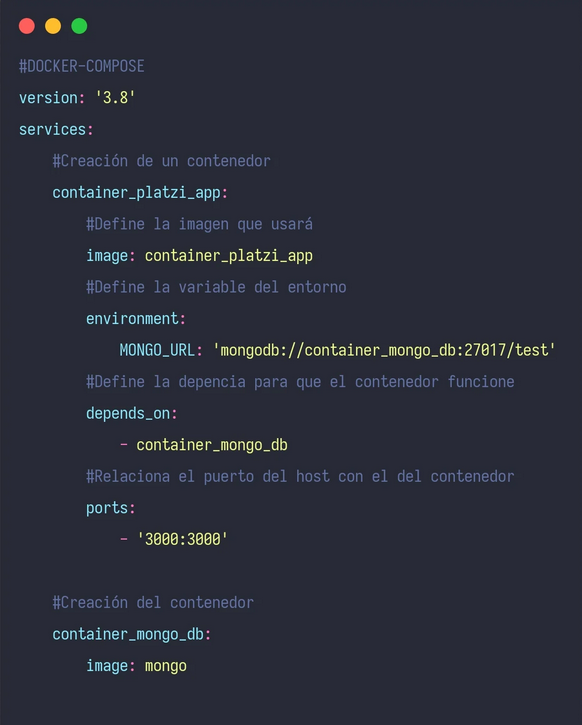 #DOCKER-COMPOSE
version: '3.8'
services:
    #Creación de un contenedor
    container_platzi_app:
        #Define la imagen que usará
        image: container_platzi_app
        #Define la variable del entorno
        environment:
            MONGO_URL: 'mongodb://container_mongo_db:27017/test'
        #Define la depencia para que el contenedor funcione
        depends_on:
            - container_mongo_db
        #Relaciona el puerto del host con el del contenedor
        ports:
            - '3000:3000'

    #Creación del contenedor
    container_mongo_db:
        image: mongo